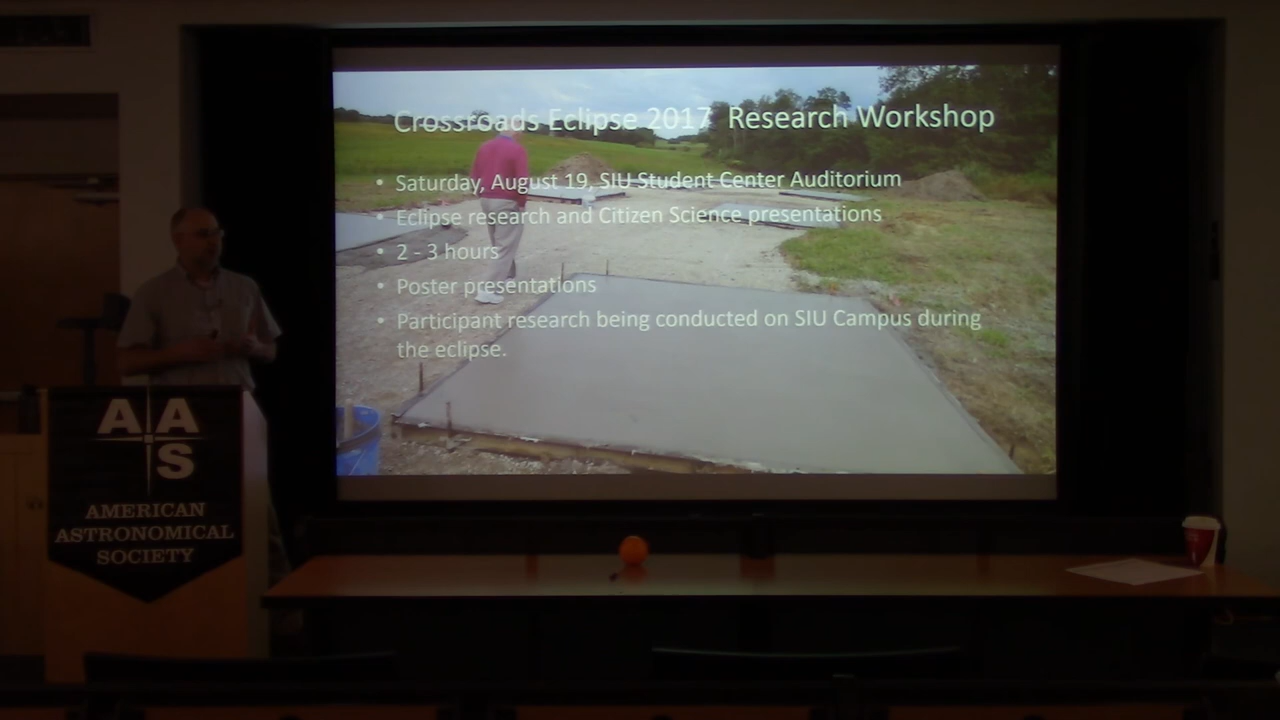 Crossroads Eclipse 2017 Research Workshop
• Saturday, August 19, SIU Student Center Auditorium
• Eclipse research and Citizen Science presentations
• 2 - 3 hours
• Poster presentations
• Participant research being conducted on SIU Campus during
the eclipse.
AA
S
AMERICAN
ASTRONOMICAL
SOCIETY